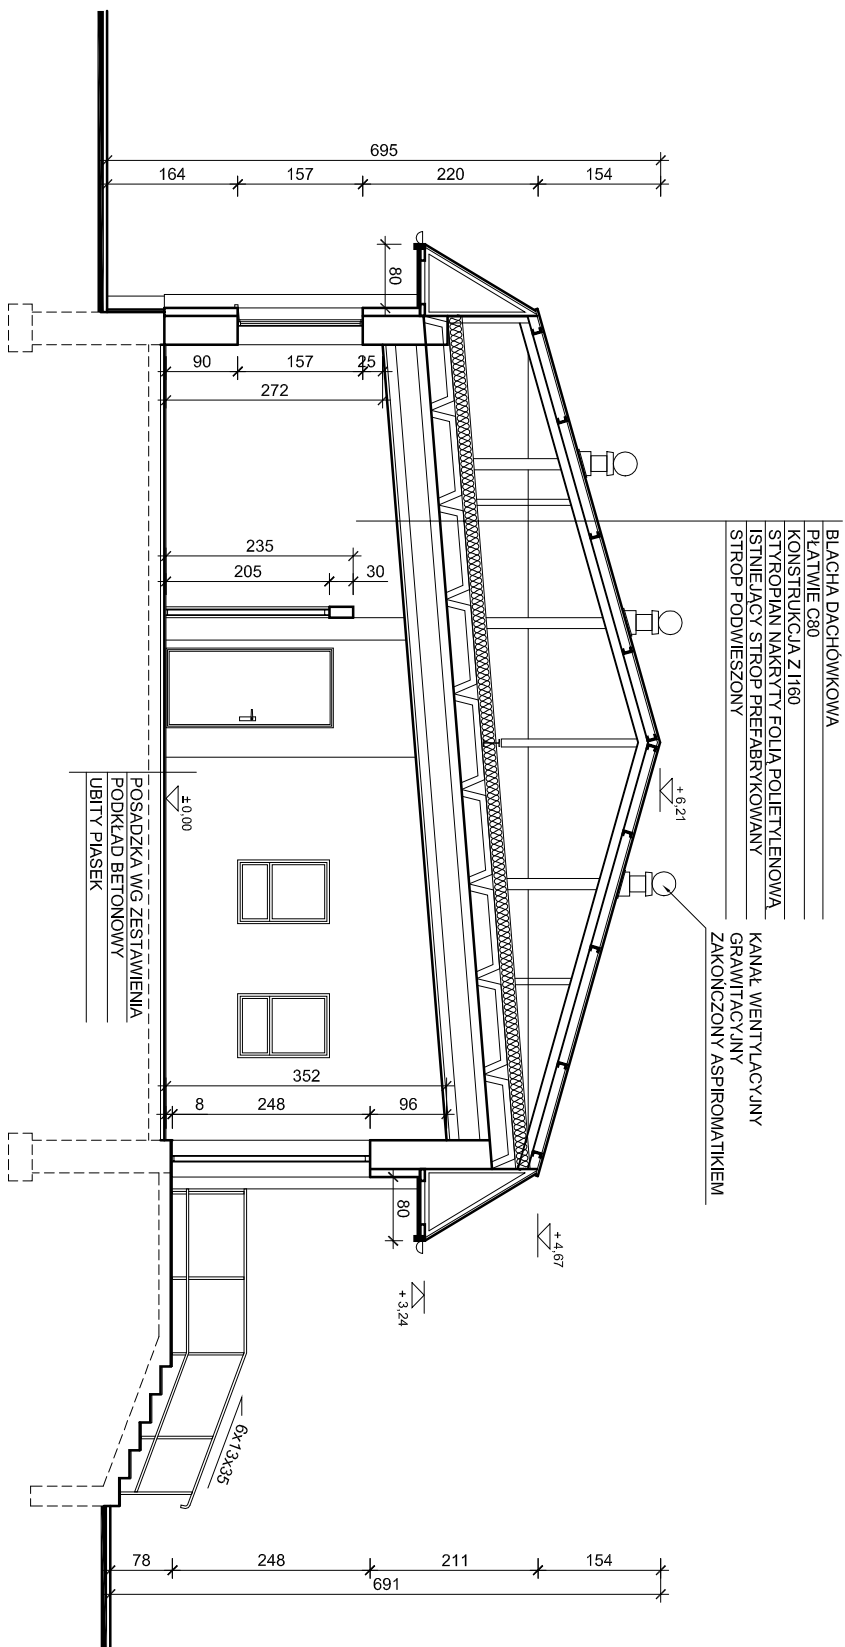 695
164
157
220
154
80
90
157
25
272
235
205
30
BLACHA DACHÓWKOWA
PŁATWIE C80
KONSTRUKCJA Z I160
STYROPIAN NAKRYTY FOLIĄ POLIETYLENOWĄ
ISTNIEJACY STROP PREFABRYKOWANY
STROP PODWIESZONY
+ 6,21
± 0,00
KANAŁ WENTYLACYJNY
GRAWITACYJNY
ZAKOŃCZONY ASPIROMATIKIEM
POSADZKA WG ZESTAWIENIA
PODKŁAD BETONOWY
UBITY PIASEK
352
8
248
96
80
+ 4,67
+ 3,24
6x13x35
78
248
211
154
691